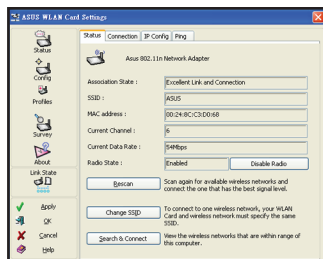 ASUS WLAN Card Settings
Status Connection IP Config Ping
Status
Config
Profiles
Survey
About
Link State
Apply
OK
Cancel
Help
Asus 802.11n Network Adapter
Association State : Excellent Link and Connection
SSID : ASUS
MAC address : 00:24:8C:C3:D0:68
Current Channel : 6
Current Data Rate : 54Mbps
Radio State : Enabled Disable Radio
Rescan
Scan again for available wireless networks and
connect the one that has the best signal level.
Change SSID
To connect to one wireless network, your WLAN
Card and wireless network must specify the same
SSID.
Search & Connect
View the wireless networks that are within range of
this computer.